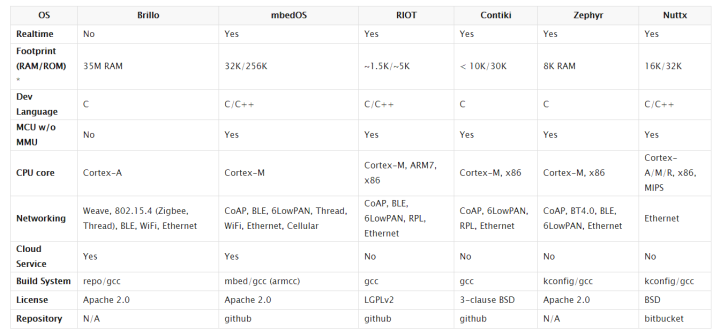 OS Brillo mbedOS RIOT Contiki Zephyr Nuttx
Realtime No Yes Yes Yes Yes Yes
Footprint
(RAM/ROM) 35M RAM 32K/256K ~1.5K/~5K < 10K/30K 8K RAM 16K/32K
*
Dev
Language C C/C++ C/C++ C C C/C++
MCU w/o
MMU No Yes Yes Yes Yes Yes
CPU core Cortex-A Cortex-M Cortex-M, ARM7,
x86 Cortex-M, x86 Cortex-M, x86 Cortex-
A/M/R, x86,
MIPS
Networking Weave, 802.15.4 (Zigbee,
Thread), BLE, WiFi, Ethernet CoAP, BLE, 6LowPAN, Thread,
WiFi, Ethernet, Cellular CoAP, BLE,
6LowPAN, RPL,
Ethernet CoAP, 6LowPAN,
RPL, Ethernet CoAP, BT4.0, BLE,
6LowPAN, Ethernet Ethernet
Cloud
Service Yes Yes No No No No
Build System repo/gcc mbed/gcc (armcc) gcc gcc kconfig/gcc kconfig/gcc
License Apache 2.0 Apache 2.0 LGPLv2 3-clause BSD Apache 2.0 BSD
Repository N/A github github github N/A bitbucket